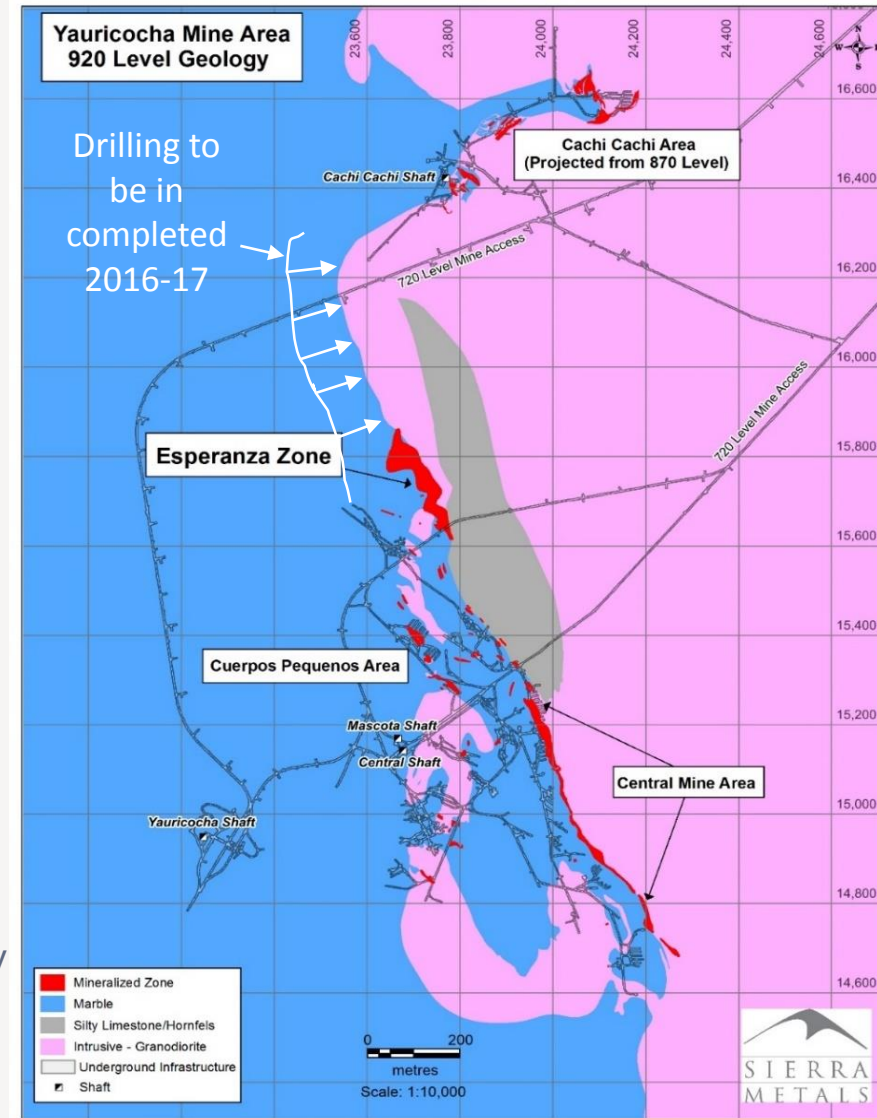 Yauricocha Mine Area
920 Level Geology
23,600
23,800
24,000
24,200
24,400
24,600
N
W
S
16,600
16,400
16,200
16,000
15,800
15,600
15,400
15,200
15,000
14,800
14,600
Drilling to
be in
completed
2016-17
Cachi Cachi Shaft
Cachi Cachi Area
(Projected from 870 Level)
720 Level Mine Access
720 Level Mine Access
Esperanza Zone
Cuerpos Pequenos Area
Mascota Shaft
Central Shaft
Central Mine Area
Yauricocha Shaft
Mineralized Zone
Marble
Silty Limestone/Hornfels
Intrusive - Granodiorite
Underground Infrastructure
Shaft
0 200
metres
Scale: 1:10,000
SIERRA
METALS